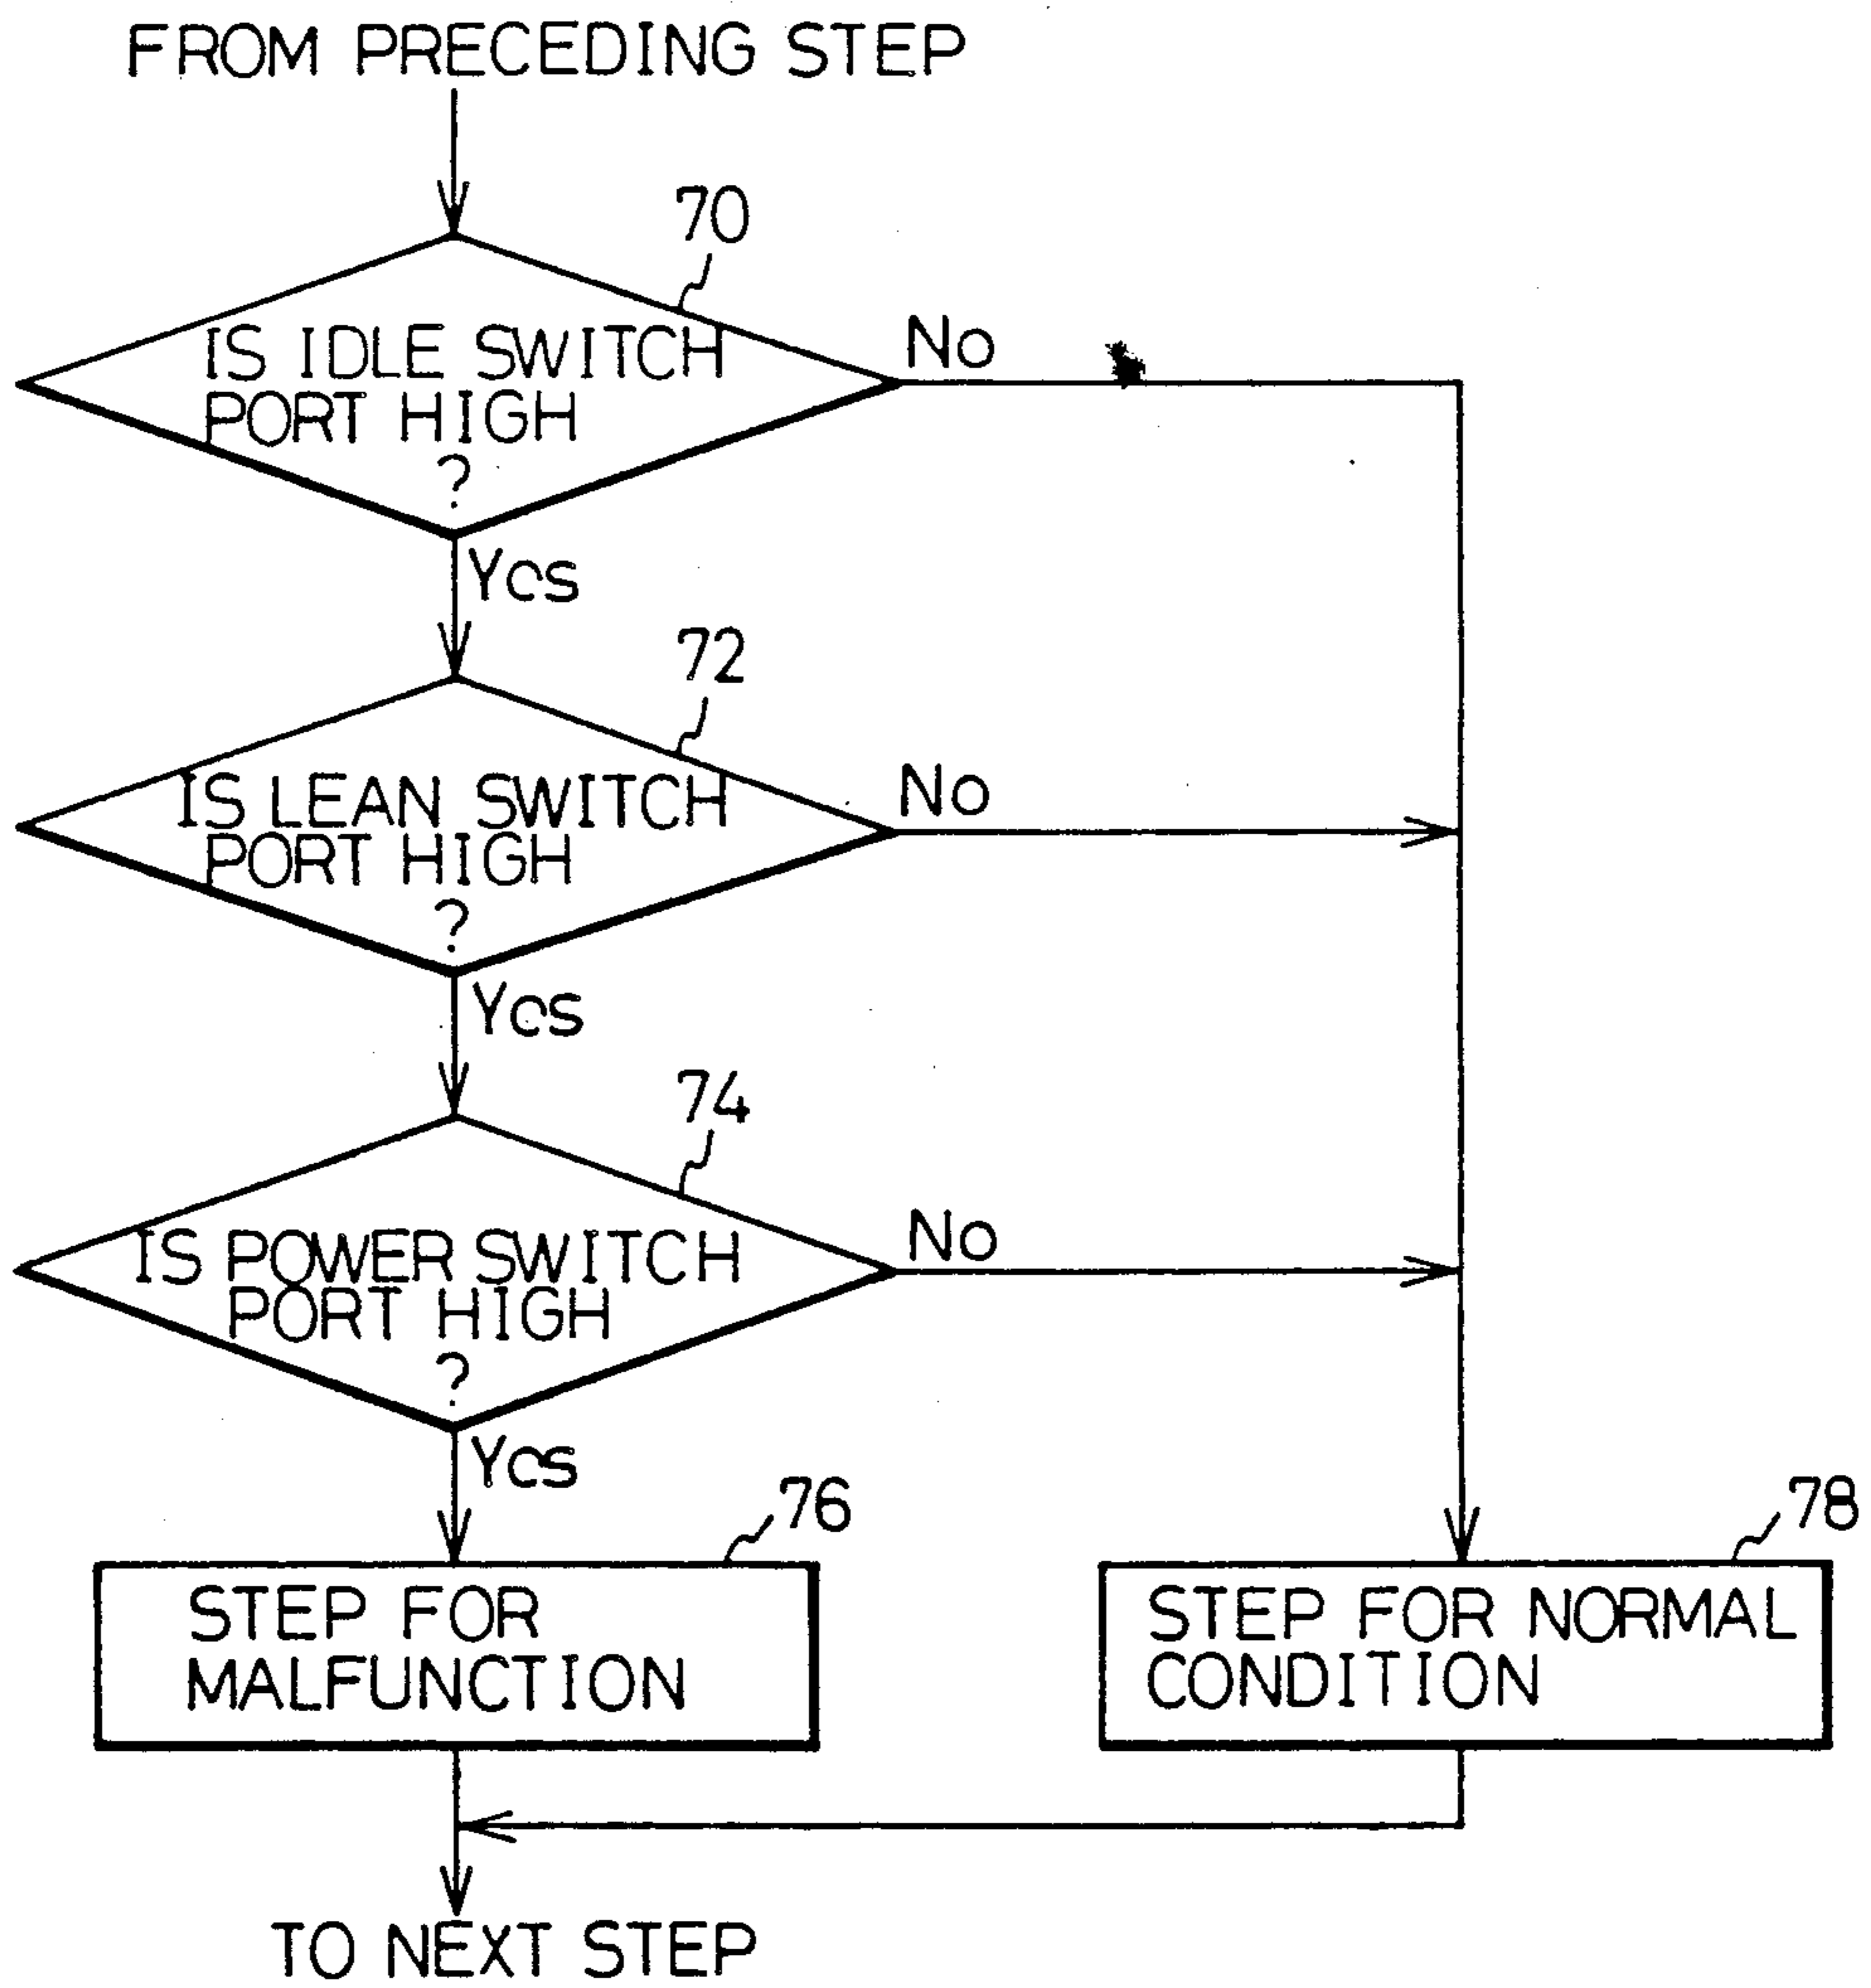 FROM PRECEDING STEP
70
IS IDLE SWITCH
PORT HIGH
?
No
Yes
72
IS LEAN SWITCH
PORT HIGH
?
No
Yes
74
IS POWER SWITCH
PORT HIGH
?
No
Yes
76
STEP FOR
MALFUNCTION
78
STEP FOR NORMAL
CONDITION
TO NEXT STEP